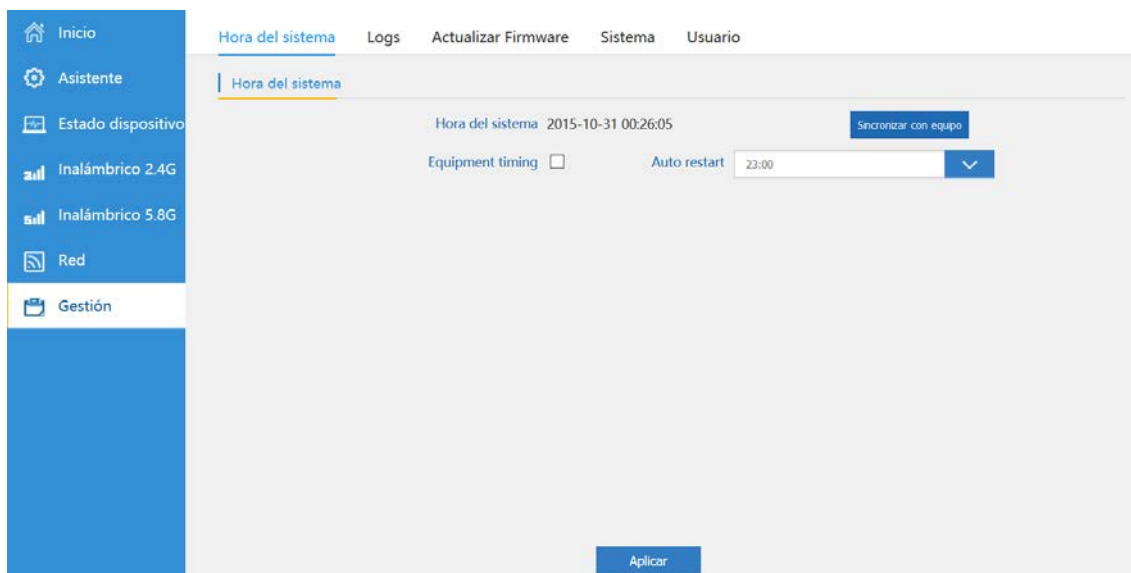 Inicio
Asistente
Estado dispositivo
Inalámbrico 2.4G
Inalámbrico 5.8G
Red
Gestión
Hora del sistema Logs Actualizar Firmware Sistema Usuario
Hora del sistema
Hora del sistema 2015-10-31 00:26:05 Sincronizar con equipo
Equipment timing Auto restart 23:00
Aplicar